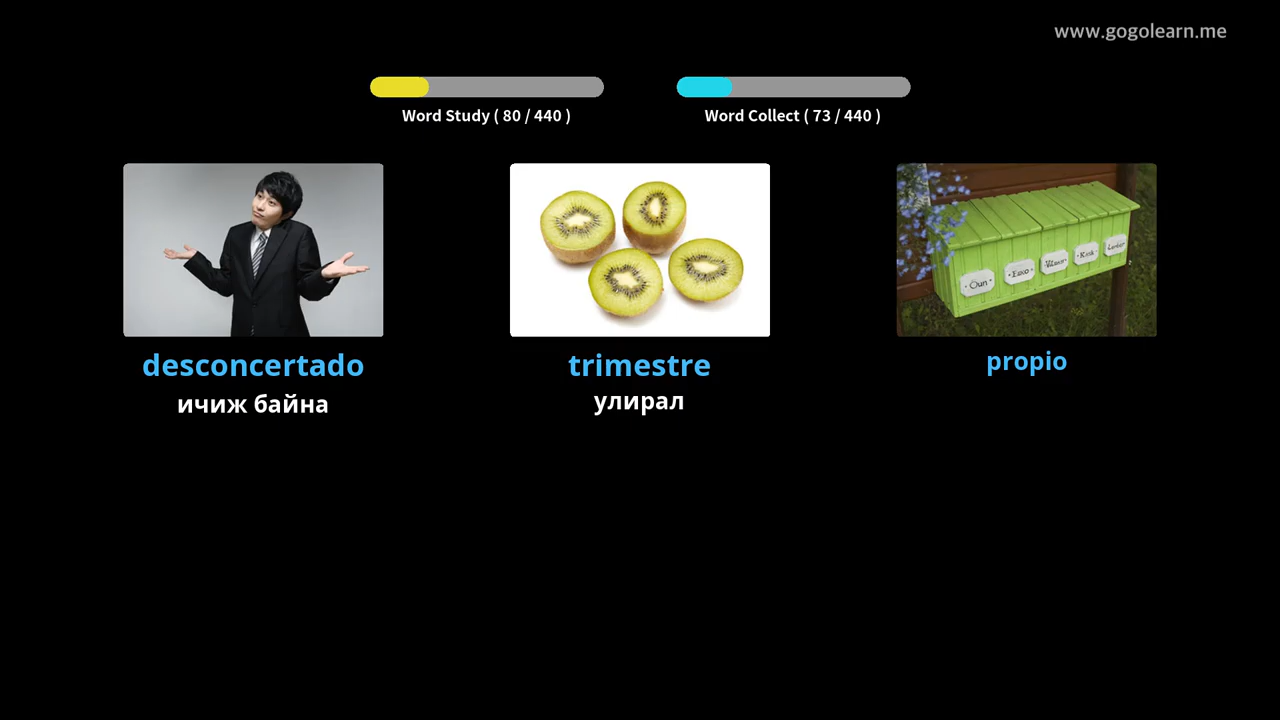 www.gogolearn.me
Word Study ( 80 / 440 )
Word Collect ( 73 / 440 )
desconcertado
ичиж байна
trimestre
улирал
propio